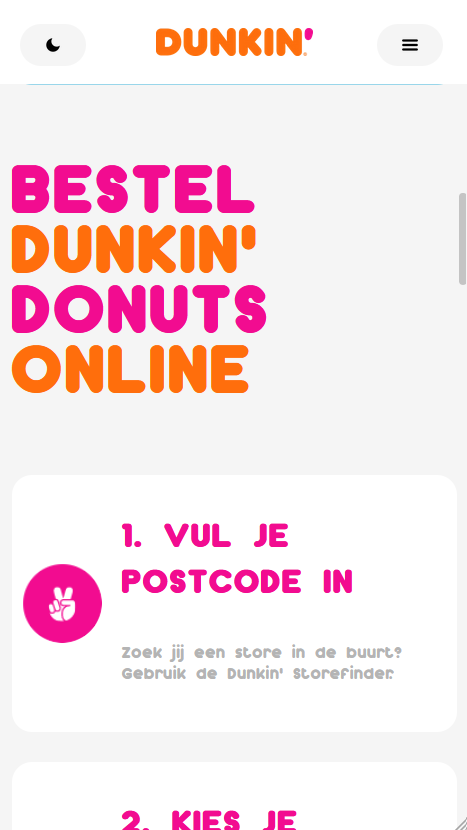 DUNKIN'
BESTEL
DUNKIN'
DONUTS
ONLINE
1. VUL JE
POSTCODE IN
Zoek jij een store in de buurt?
Gebruik de Dunkin' Storefinder.
2. KIES JE